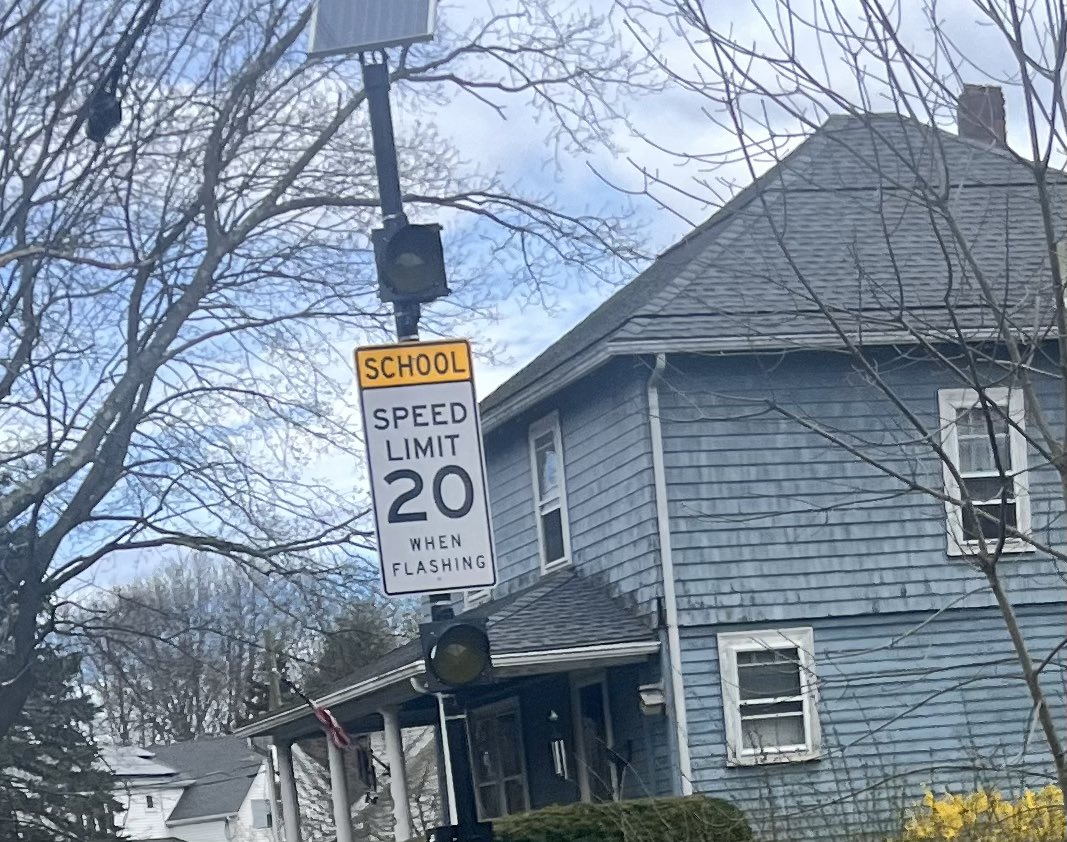 SCHOOL
SPEED
LIMIT
20
WHEN
FLASHING